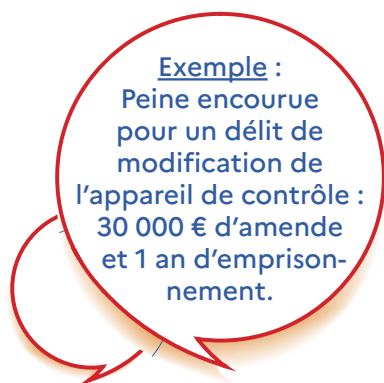 Exemple :
Peine encourue
pour un délit de
modification de
l’appareil de contrôle :
30 000 € d’amende
et 1 an d’emprison-
nement.